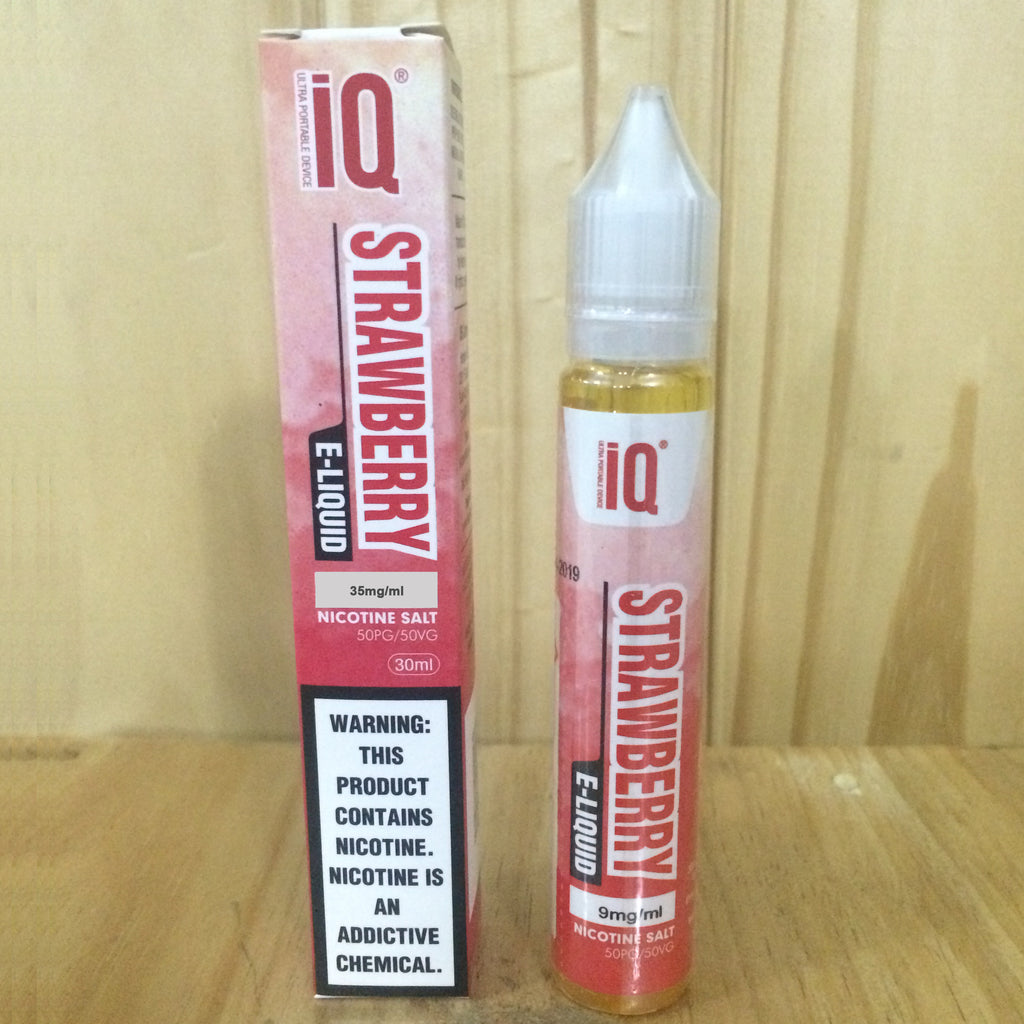 iQ®
ULTRA PORTABLE DEVICE
STRAWBERRY
E-LIQUID
35mg/ml
NICOTINE SALT
50PG/50VG
30ml
WARNING:
THIS
PRODUCT
CONTAINS
NICOTINE.
NICOTINE IS
AN
ADDICTIVE
CHEMICAL.
iQ®
ULTRA PORTABLE DEVICE
2019
STRAWBERRY
E-LIQUID
9mg/ml
NICOTINE SALT
50PG/50VG